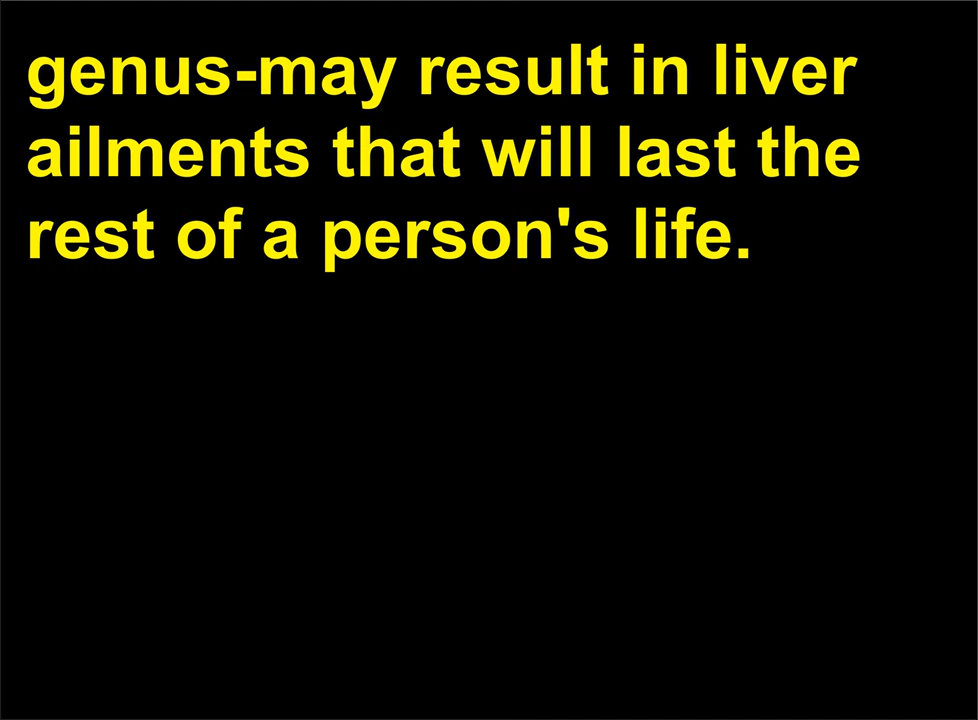 genus-may result in liver
ailments that will last the
rest of a person's life.